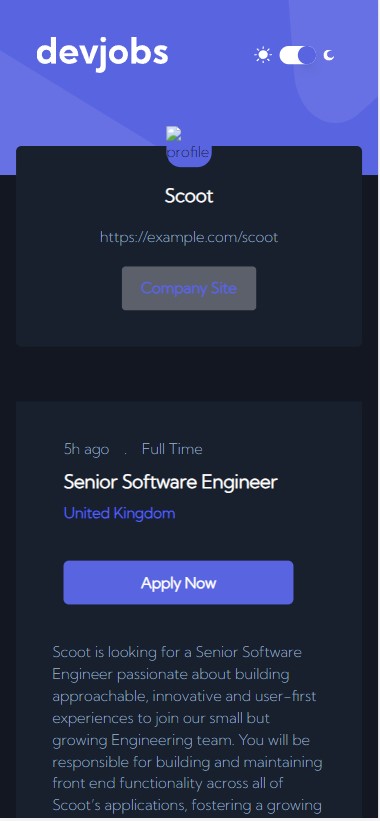 devjobs
profile
Scoot
https://example.com/scoot
Company Site
5h ago . Full Time
Senior Software Engineer
United Kingdom
Apply Now
Scoot is looking for a Senior Software
Engineer passionate about building
approachable, innovative and user-first
experiences to join our small but
growing Engineering team. You will be
responsible for building and maintaining
front end functionality across all of
Scoot's applications, fostering a growing